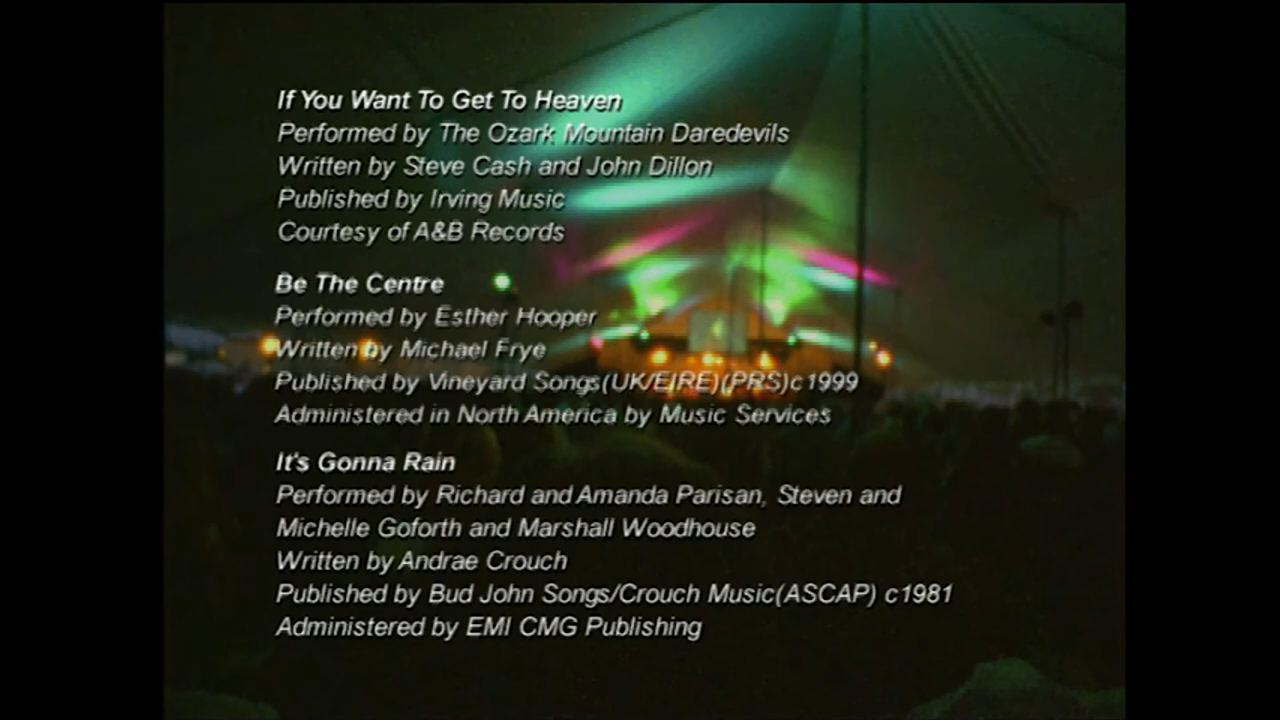 If You Want To Get To Heaven
Performed by The Ozark Mountain Daredevils
Written by Steve Cash and John Dillon
Published by Irving Music
Courtesy of A&B Records
Be The Centre
Performed by Esther Hooper
Written by Michael Frye
Published by Vineyard Songs(UK/EIRE)(PRS)c1999
Administered in North America by Music Services
It's Gonna Rain
Performed by Richard and Amanda Parisan, Steven and
Michelle Goforth and Marshall Woodhouse
Written by Andrae Crouch
Published by Bud John Songs/Crouch Music(ASCAP) c1981
Administered by EMI CMG Publishing